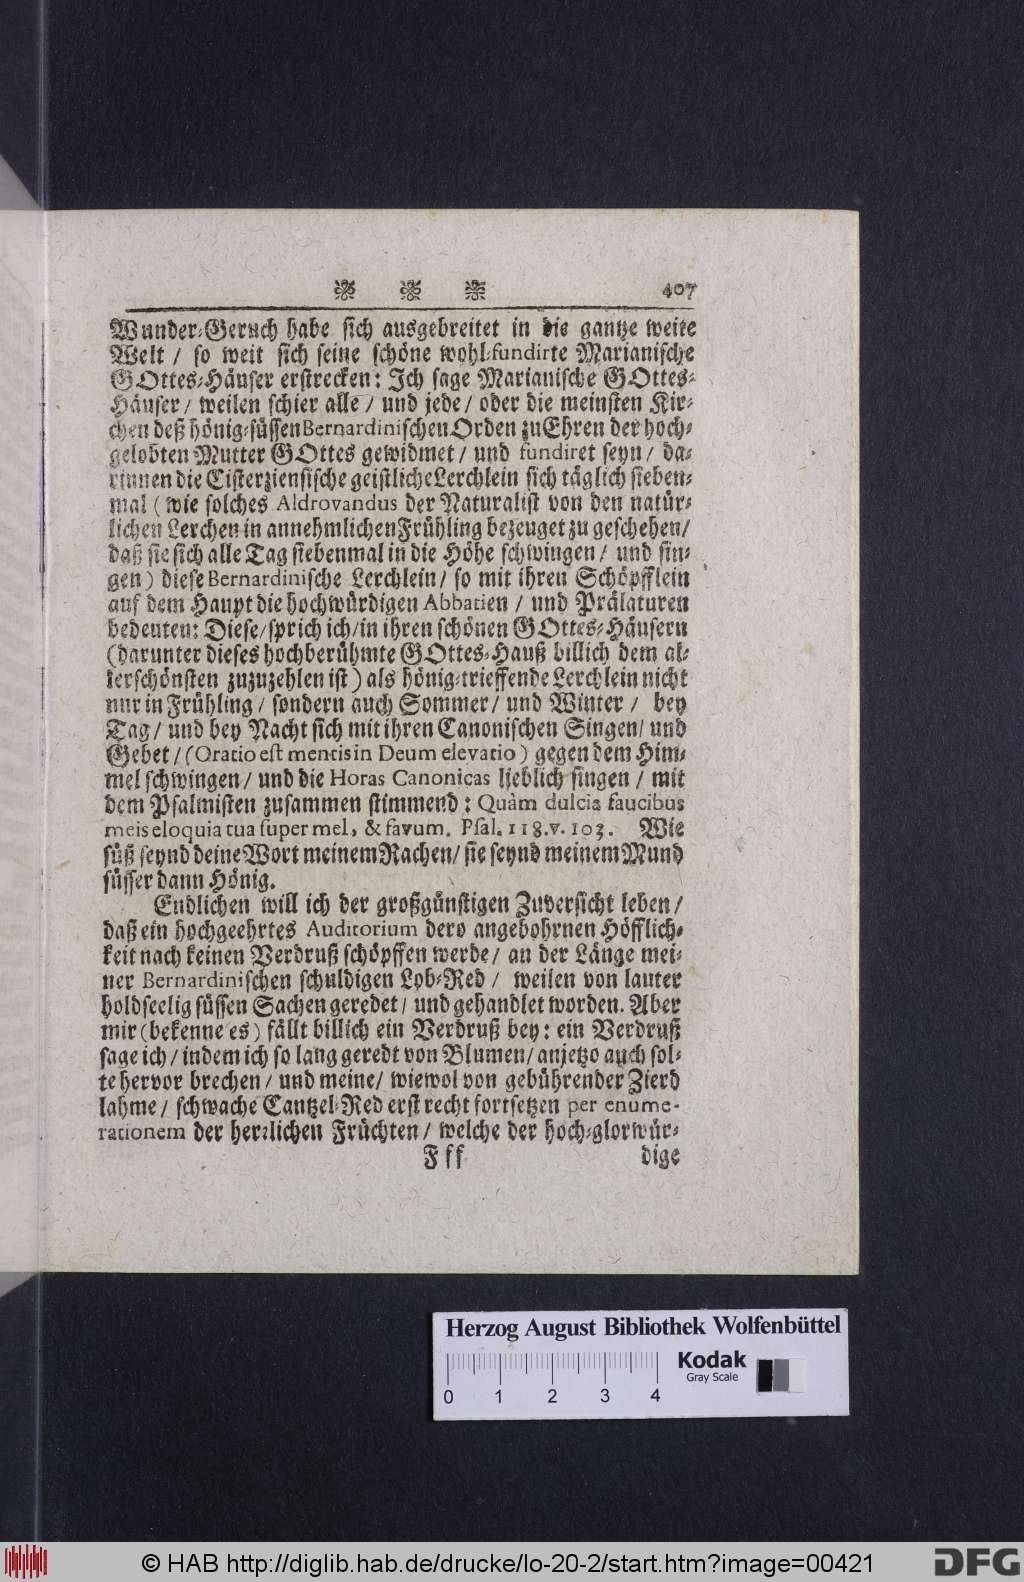 407
Wunder-Geruch habe sich ausgebreitet in die gantze weite
Welt / so weit sich seine schöne wohl-fundirte Marianische
GOttes-Häuser erstrecken: Ich sage Marianische GOttes-
Häuser / weilen schier alle / und jede / oder die meinsten Kir-
chen deß hönig-süssen Bernardinischen Orden zu Ehren der hoch-
gelobten Mutter GOttes gewidmet / und fundiret seyn / da-
rinnen die Cisterziensische geistliche Lerchlein sich täglich sieben-
mal ( wie solches Aldrovandus der Naturalist von den natür-
lichen Lerchen in annehmlichen Frühling bezeuget zu geschehen /
daß sie sich alle Tag siebenmal in die Höhe schwingen / und sin-
gen ) diese Bernardinische Lerchlein / so mit ihren Schöpfflein
auf dem Haupt die hochwürdigen Abbatien / und Prälaturen
bedeuten: Diese / sprich ich / in ihren schönen GOttes-Häusern
(darunter dieses hochberühmte GOttes-Hauß billich dem al-
lerschönsten zuzuzehlen ist ) als hönig-trieffende Lerchlein nicht
nur in Frühling / sondern auch Sommer / und Winter / bey
Tag / und bey Nacht sich mit ihren Canonischen Singen / und
Gebet / (Oratio est mentis in Deum elevatio ) gegen dem Him-
mel schwingen / und die Horas Canonicas lieblich singen / mit
dem Psalmisten zusammen stimmend: Quàm dulcia faucibus
meis eloquia tua super mel, & favum. Psal. 118. v. 103. Wie
süß seynd deine Wort meinem Rachen / sie seynd meinem Mund
süsser dann Hönig.
Endlichen will ich der großgünstigen Zuversicht leben /
daß ein hochgeehrtes Auditorium dero angebohrnen Höfflich-
keit nach keinen Verdruß schöpffen werde / an der Länge mei-
ner Bernardinischen schuldigen Lob-Red / weilen von lauter
holdseelig süssen Sachen geredet / und gehandlet worden. Aber
mir (bekenne es) fällt billich ein Verdruß bey: ein Verdruß
sage ich / indem ich so lang geredt von Blumen / anjetzo auch sol-
te hervor brechen / und meine / wiewol von gebührender Zierd
lahme / schwache Cantzel-Red erst recht fortsetzen per enume-
rationem der herzlichen Früchten / welche der hoch-glorwür-
Fff dige
Herzog August Bibliothek Wolfenbüttel
Kodak
Gray Scale
0 1 2 3 4
© HAB http://diglib.hab.de/drucke/lo-20-2/start.htm?image=00421
DFG